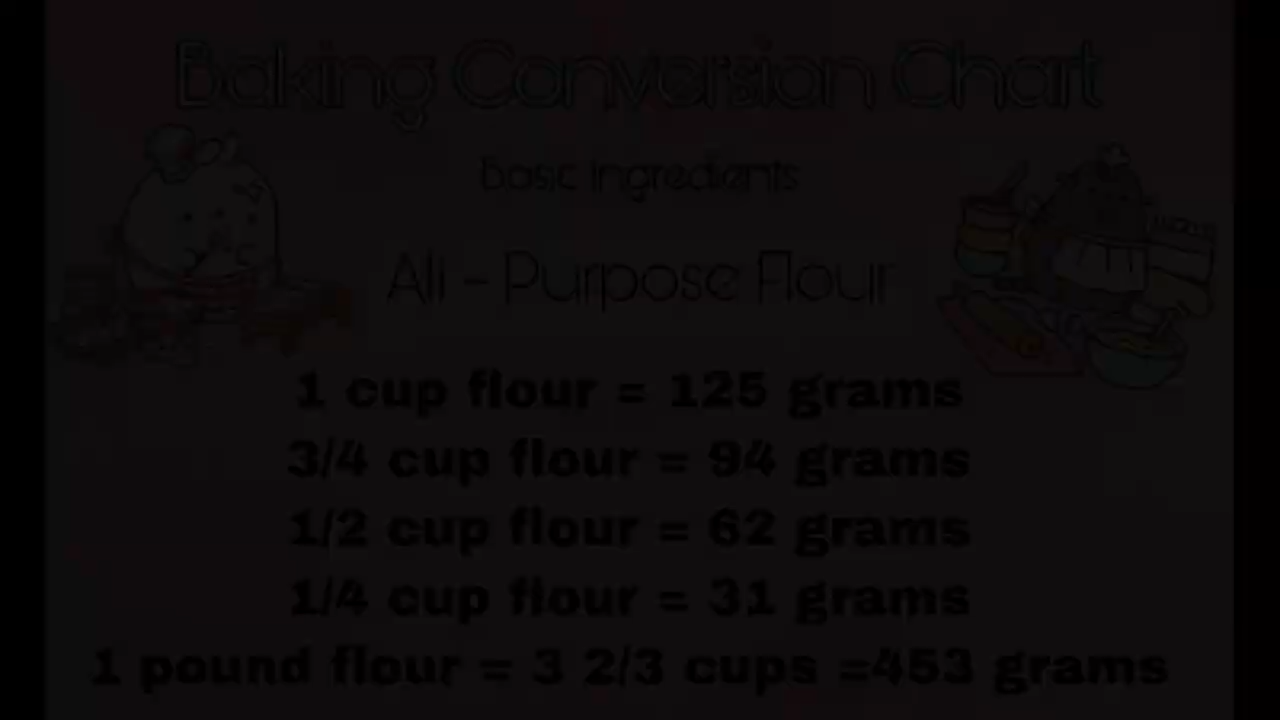 Baking Conversion Chart
Basic Ingredients
All - Purpose Flour
1 cup flour = 125 grams
3/4 cup flour = 94 grams
1/2 cup flour = 62 grams
1/4 cup flour = 31 grams
1 pound flour = 3 2/3 cups =453 grams